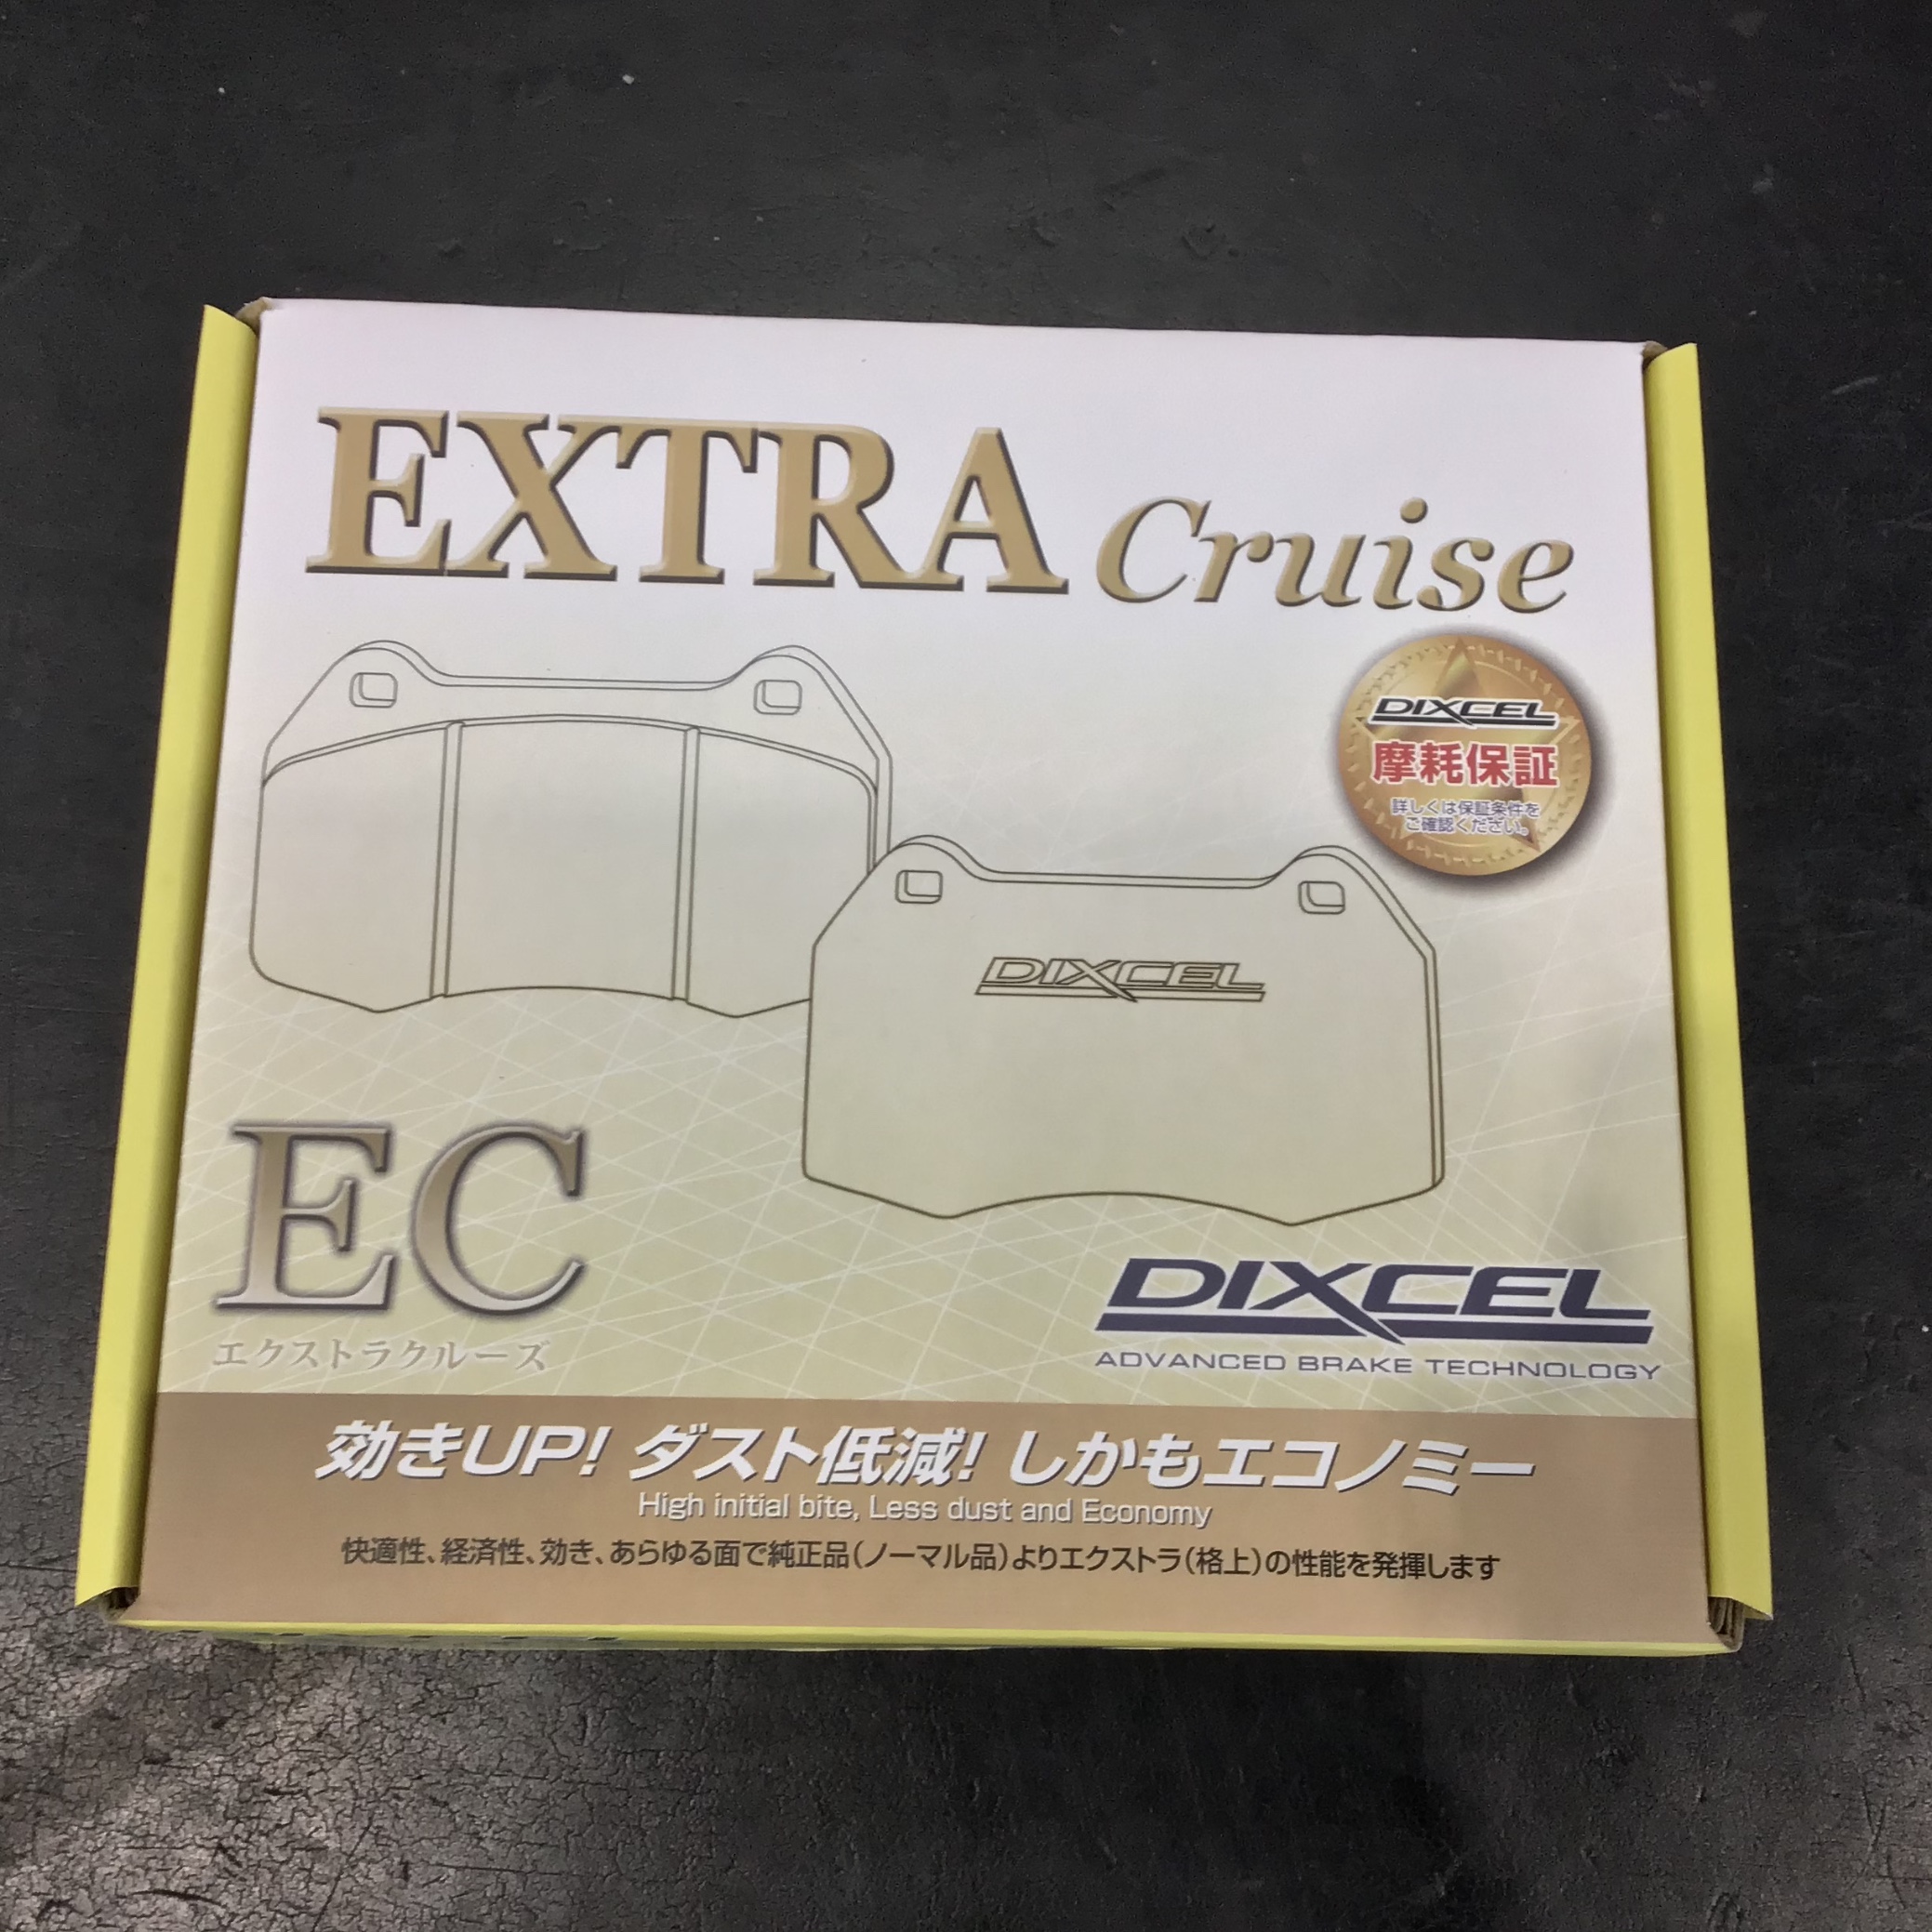 EXTRA Cruise
DIXCEL
摩耗保証
詳しくは保証条件を
ご確認ください。
DIXCEL
EC
エクストラクルーズ
DIXCEL
ADVANCED BRAKE TECHNOLOGY
効きUP! ダスト低減! しかもエコノミー
High initial bite, Less dust and Economy
快適性、経済性、効き、あらゆる面で純正品(ノーマル品)よりエクストラ(格上)の性能を発揮します